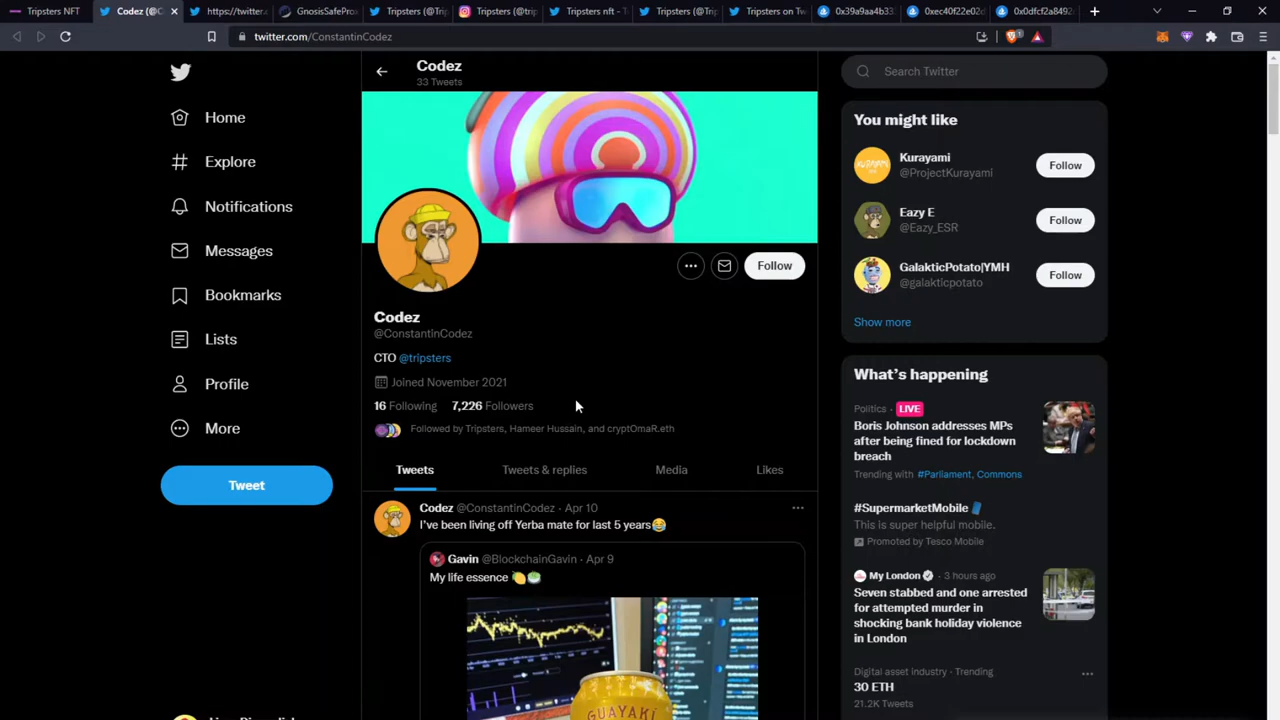 Tripsters NFT
Codez (@C
https://twitter.
GnosisSafePro
Tripsters (@Tri
Tripsters (@trip
Tripsters nft - T
Tripsters (@Trip
Tripsters on Tw
0x39a9aa4b33
0xec40f22e02d
0x0dfcf2a8492
twitter.com/ConstantinCodez
Codez
33 Tweets
Search Twitter
Home
Explore
Notifications
Messages
Bookmarks
Lists
Profile
More
Tweet
Follow
Codez
@ConstantinCodez
CTO @tripsters
Joined November 2021
16 Following 7,226 Followers
Followed by Tripsters, Hameer Hussain, and cryptOmaR.eth
Tweets
Tweets & replies
Media
Likes
Codez @ConstantinCodez · Apr 10
I've been living off Yerba mate for last 5 years😂
Gavin @BlockchainGavin · Apr 9
My life essence 🍋🧉
GUAYAKI
You might like
Kurayami
@ProjectKurayami
Follow
Eazy E
@Eazy_ESR
Follow
GalakticPotato|YMH
@galakticpotato
Follow
Show more
What's happening
Politics · LIVE
Boris Johnson addresses MPs
after being fined for lockdown
breach
Trending with #Parliament, Commons
#SupermarketMobile
This is super helpful mobile.
Promoted by Tesco Mobile
My London · 3 hours ago
Seven stabbed and one arrested
for attempted murder in
shocking bank holiday violence
in London
Digital asset industry · Trending
30 ETH
21.2K Tweets